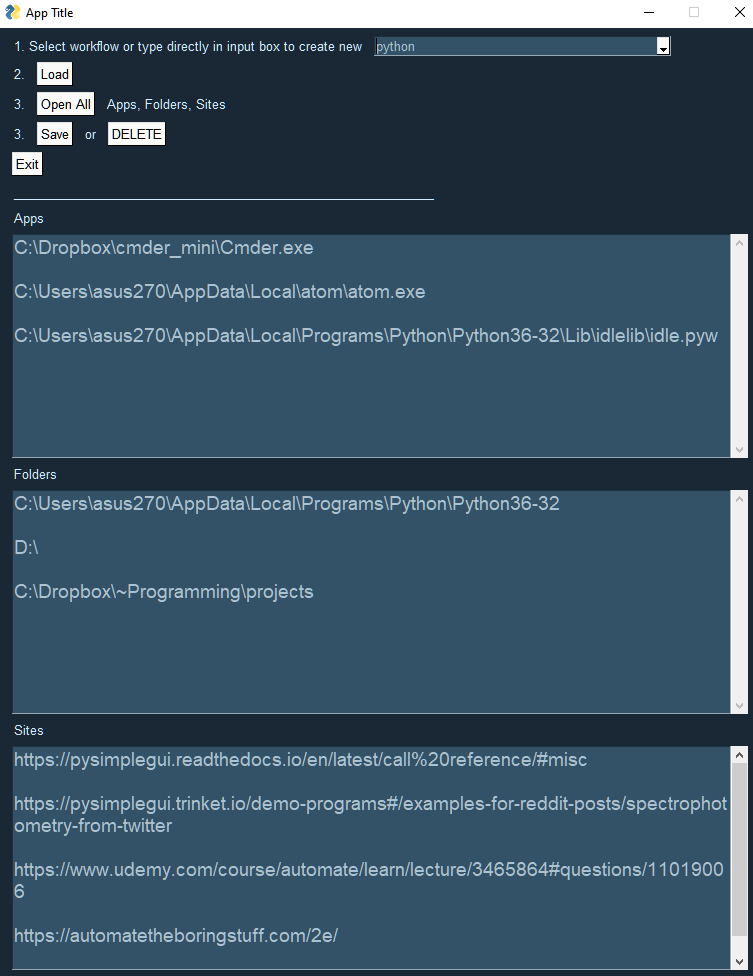 App Title
1. Select workflow or type directly in input box to create new python
2. Load
3. Open All Apps, Folders, Sites
3. Save or DELETE
Exit
Apps
C:\Dropbox\cmder_mini\Cmder.exe
C:\Users\asus270\AppData\Local\atom\atom.exe
C:\Users\asus270\AppData\Local\Programs\Python\Python36-32\Lib\idlelib\idle.pyw
Folders
C:\Users\asus270\AppData\Local\Programs\Python\Python36-32
D:\
C:\Dropbox\~Programming\projects
Sites
https://pysimplegui.readthedocs.io/en/latest/call%20reference/#misc
https://pysimplegui.trinket.io/demo-programs#/examples-for-reddit-posts/spectrophot
ometry-from-twitter
https://www.udemy.com/course/automate/learn/lecture/3465864#questions/1101900
6
https://automatetheboringstuff.com/2e/